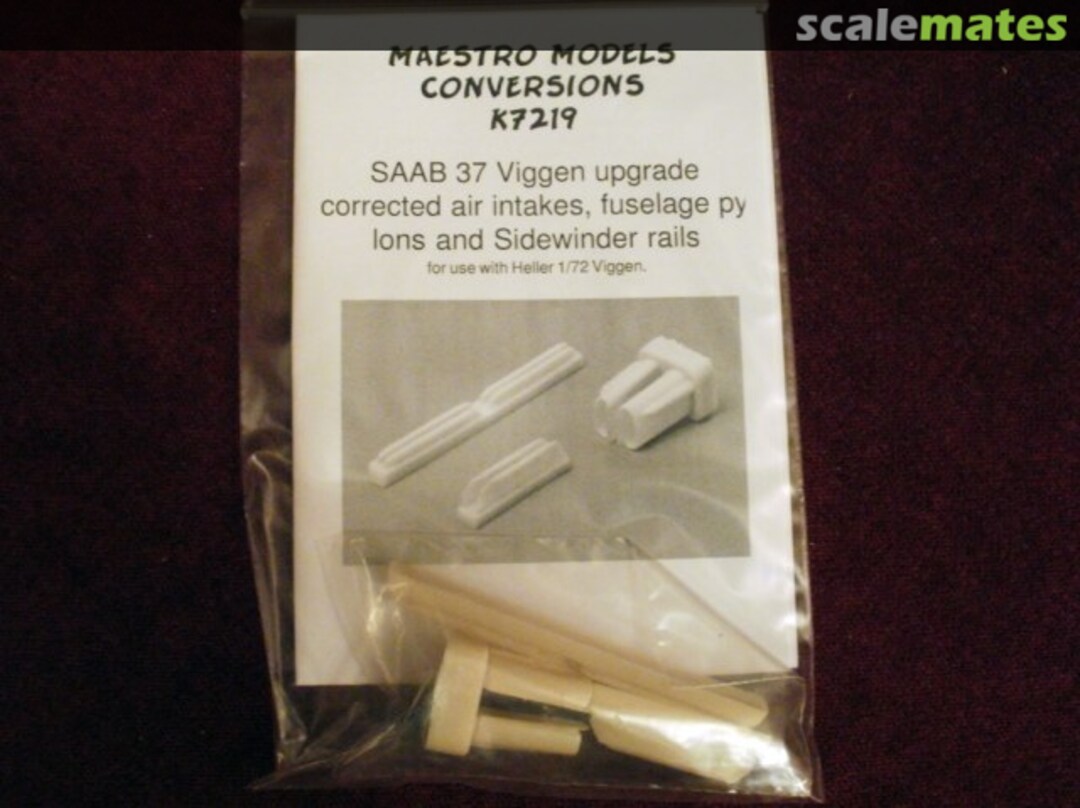 scalemates
MAESTRO MODELS
CONVERSIONS
K7219
SAAB 37 Viggen upgrade
corrected air intakes, fuselage py
lons and Sidewinder rails
for use with Heller 1/72 Viggen.